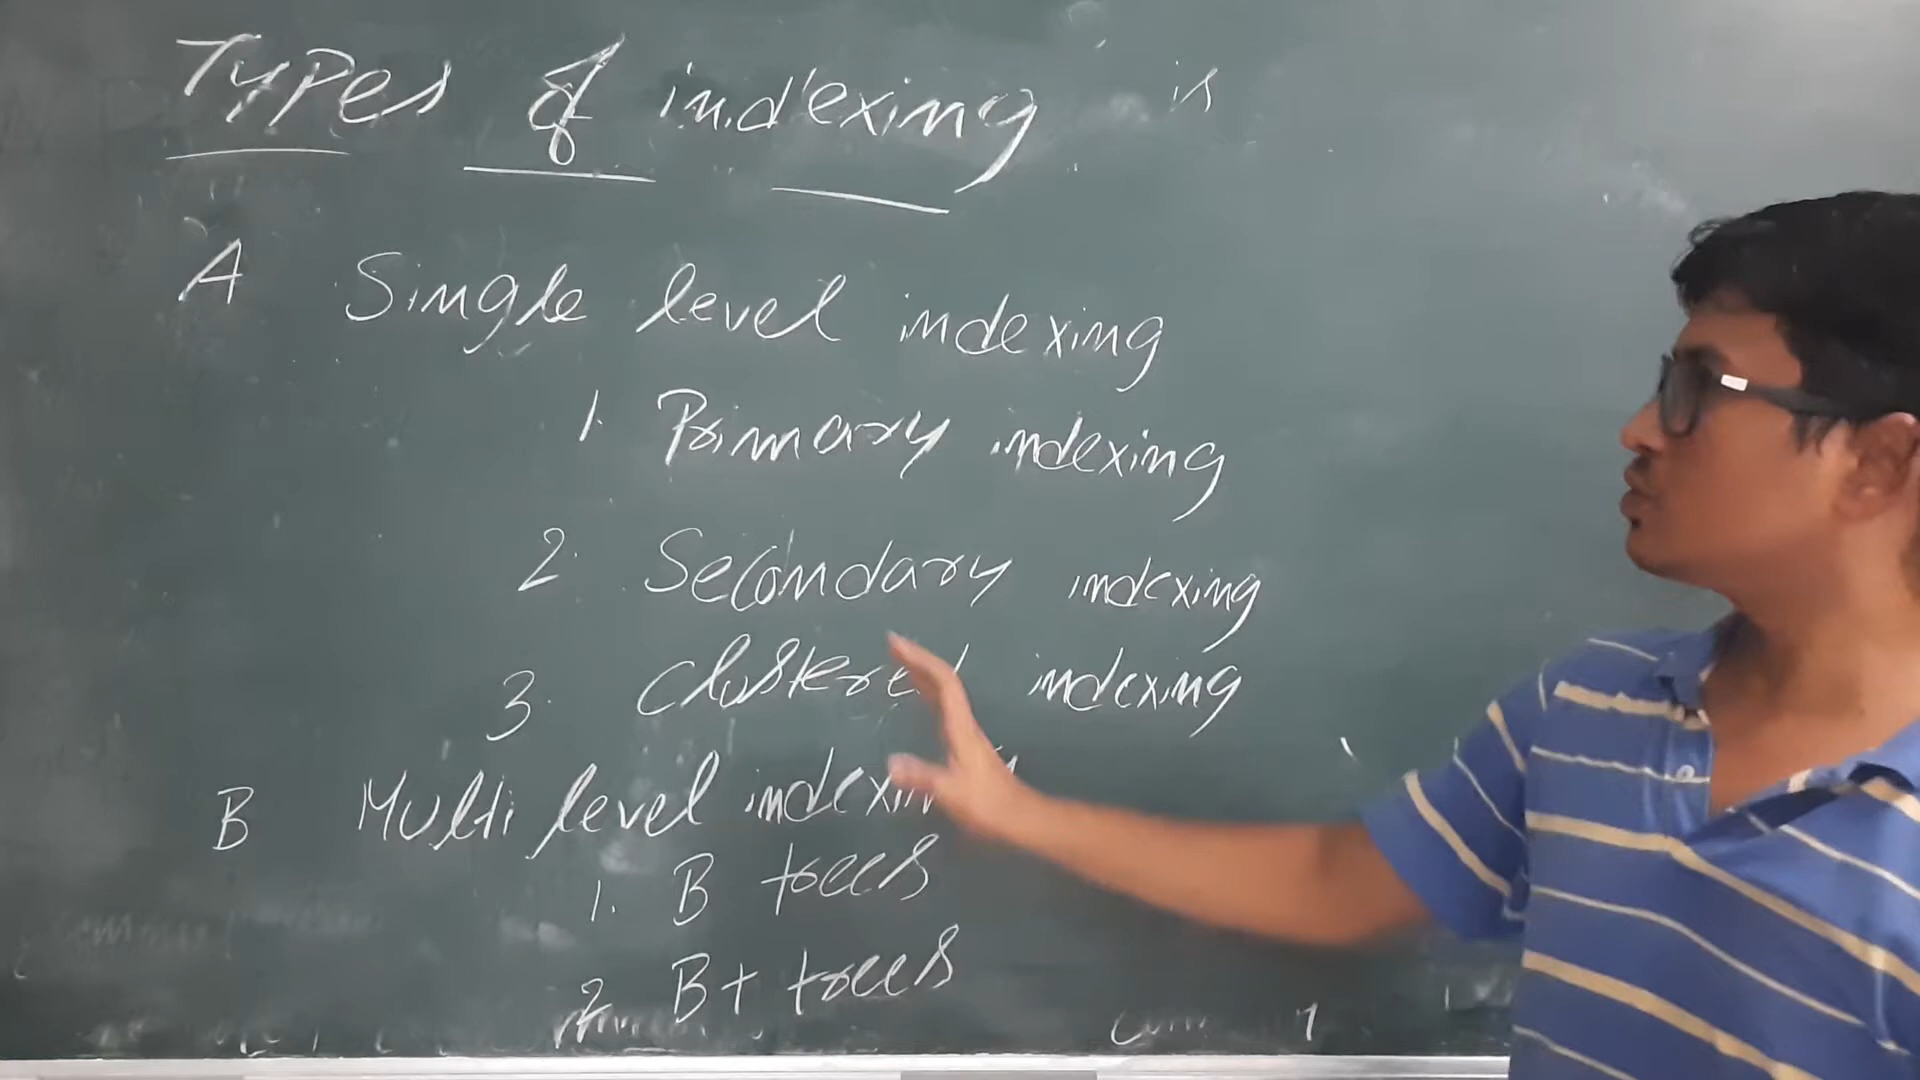 Types of indexing is
A Single level indexing
1. Primary indexing
2. Secondary indexing
3. Clustered indexing
B Multi level indexing
1. B trees
2. B+ trees